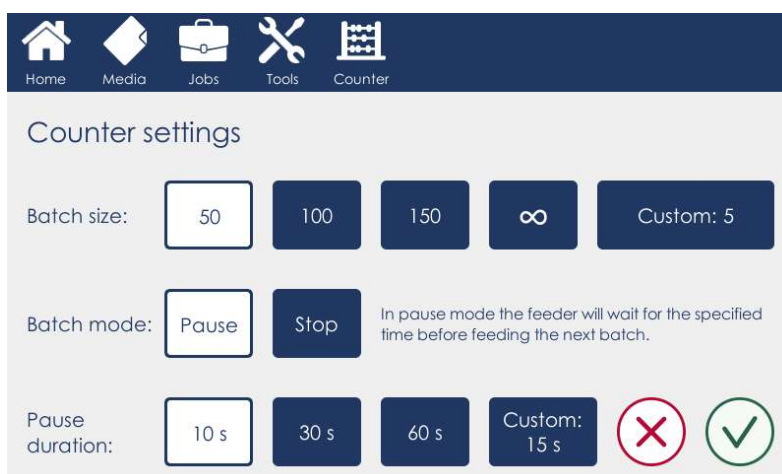 Home Media Jobs Tools Counter
Counter settings
Batch size: 50 100 150 ∞ Custom: 5
Batch mode: Pause Stop In pause mode the feeder will wait for the specified
time before feeding the next batch.
Pause
duration: 10 s 30 s 60 s Custom:
15 s